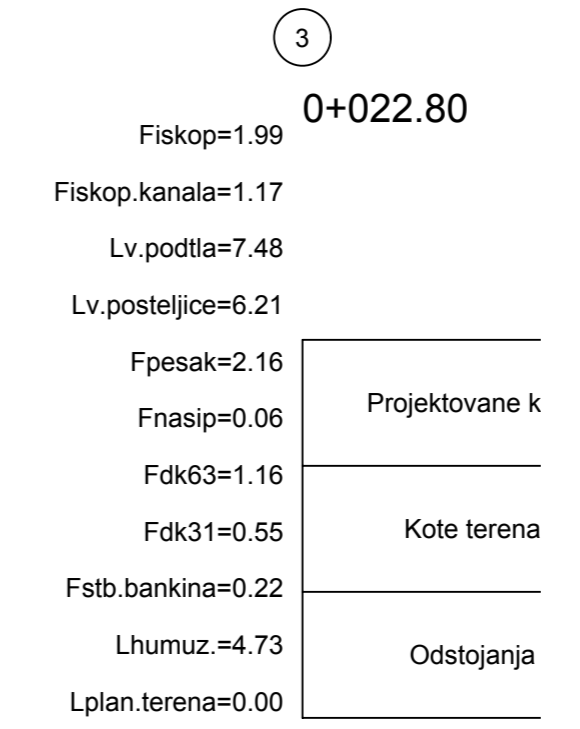 3
0+022.80
Fiskop=1.99
Fiskop.kanala=1.17
Lv.podtla=7.48
Lv.posteljice=6.21
Fpesak=2.16
Fnasip=0.06
Fdk63=1.16
Fdk31=0.55
Fstb.bankina=0.22
Lhumuz.=4.73
Lplan.terena=0.00
Projektovane k
Kote terena
Odstojanja